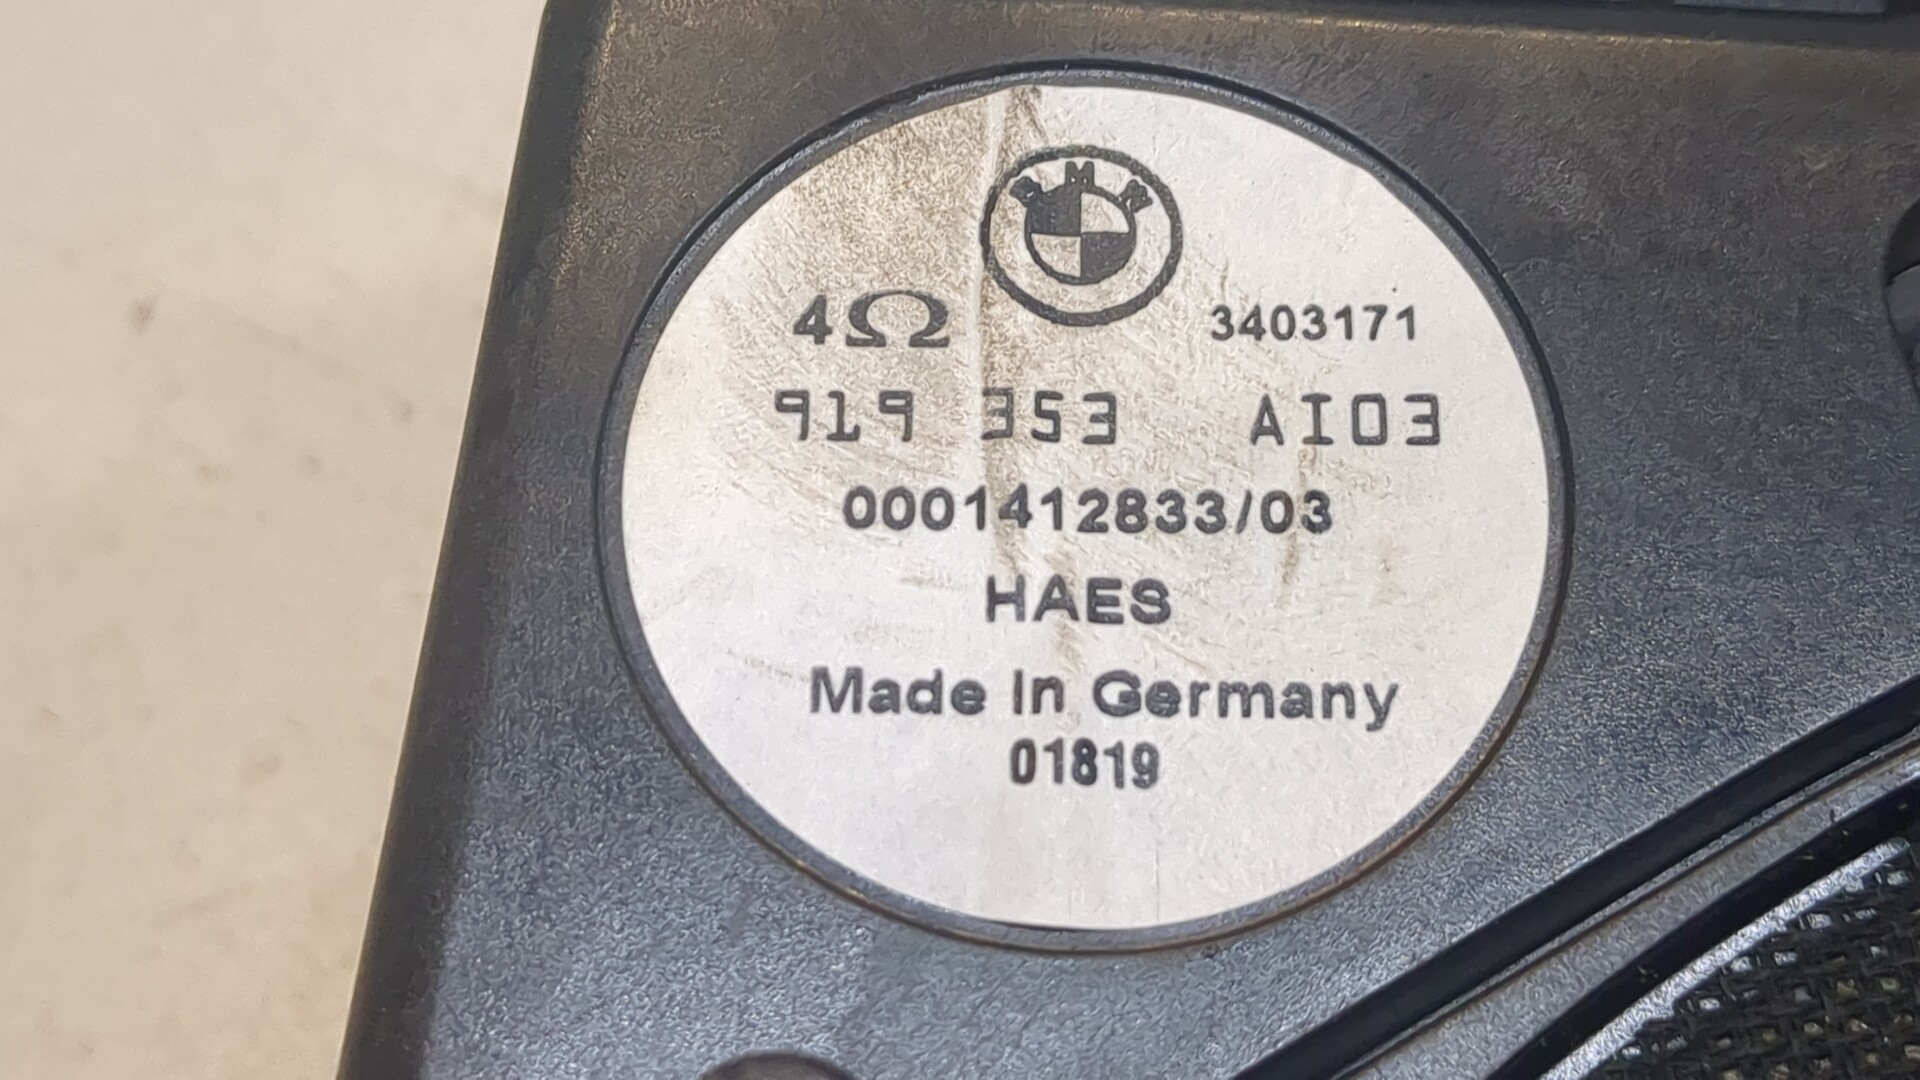 BMW
4Ω 3403171
919 353 AI03
0001412833/03
HAES
Made In Germany
01819